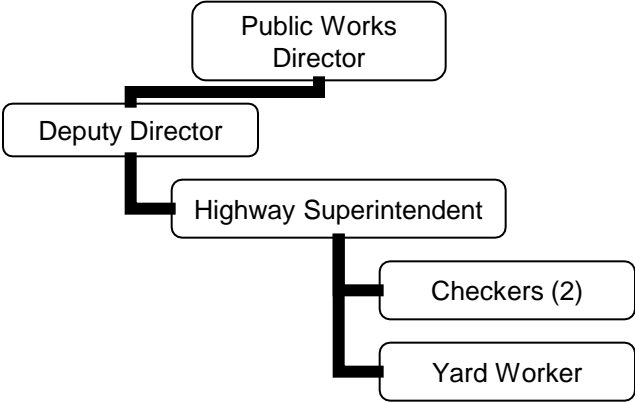 Public Works
Director
Deputy Director
Highway Superintendent
Checkers (2)
Yard Worker